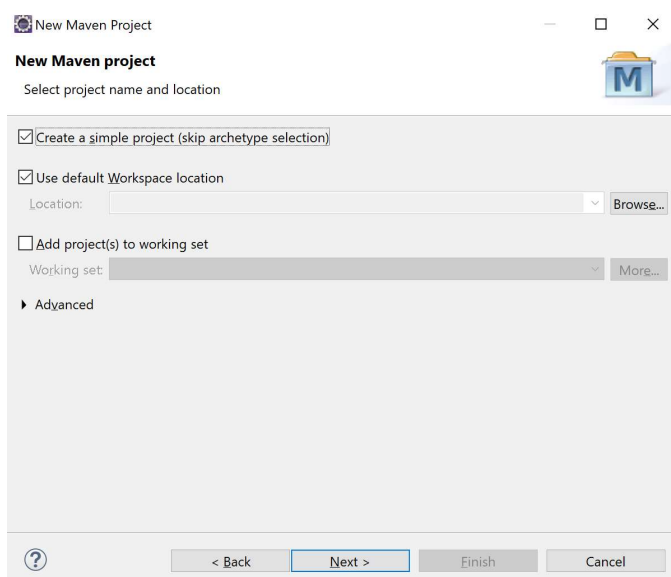 New Maven Project
New Maven project
Select project name and location
M
Create a simple project (skip archetype selection)
Use default Workspace location
Location:
Browse...
Add project(s) to working set
Working set:
More...
Advanced
?
< Back
Next >
Finish
Cancel